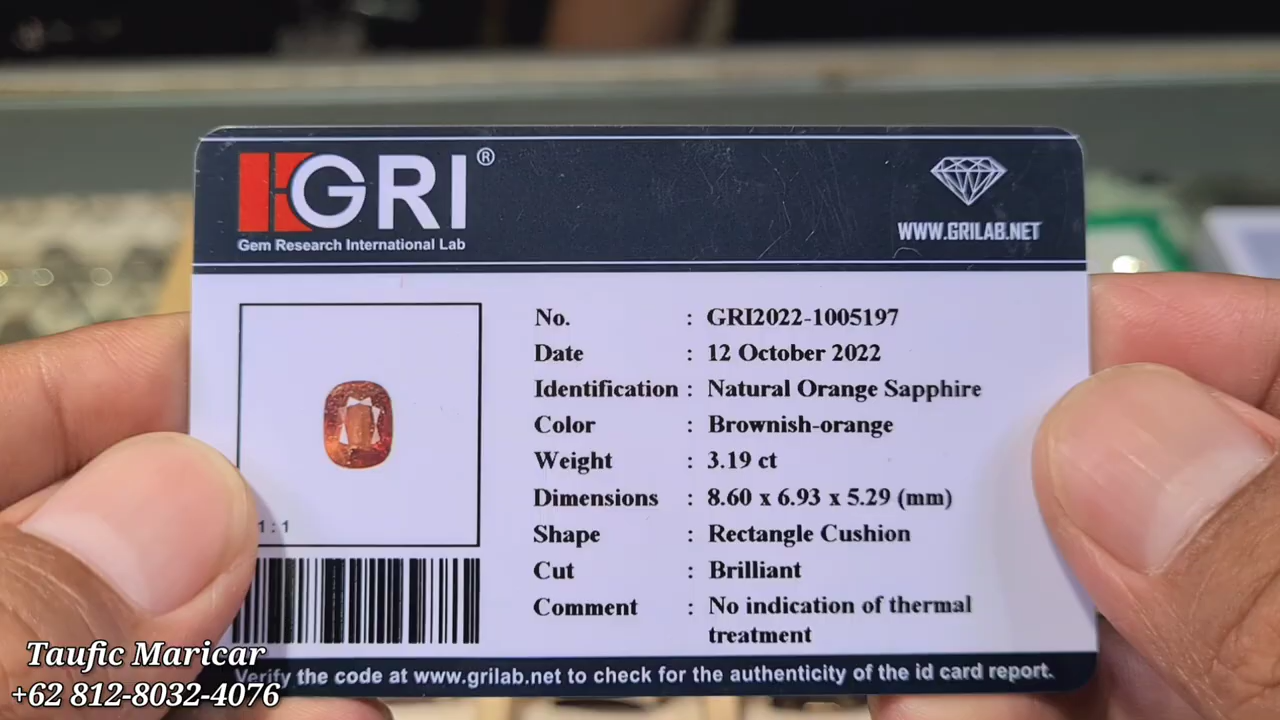 GRI®
Gem Research International Lab
WWW.GRILAB.NET
No. : GRI2022-1005197
Date : 12 October 2022
Identification : Natural Orange Sapphire
Color : Brownish-orange
Weight : 3.19 ct
Dimensions : 8.60 x 6.93 x 5.29 (mm)
Shape : Rectangle Cushion
Cut : Brilliant
Comment : No indication of thermal
treatment
1 : 1
Verify the code at www.grilab.net to check for the authenticity of the id card report.
Taufic Maricar
+62 812-8032-4076